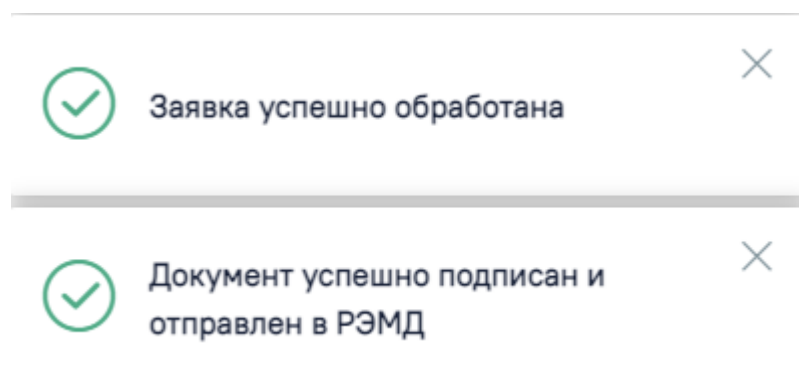 Заявка успешно обработана
Документ успешно подписан и
отправлен в РЭМД